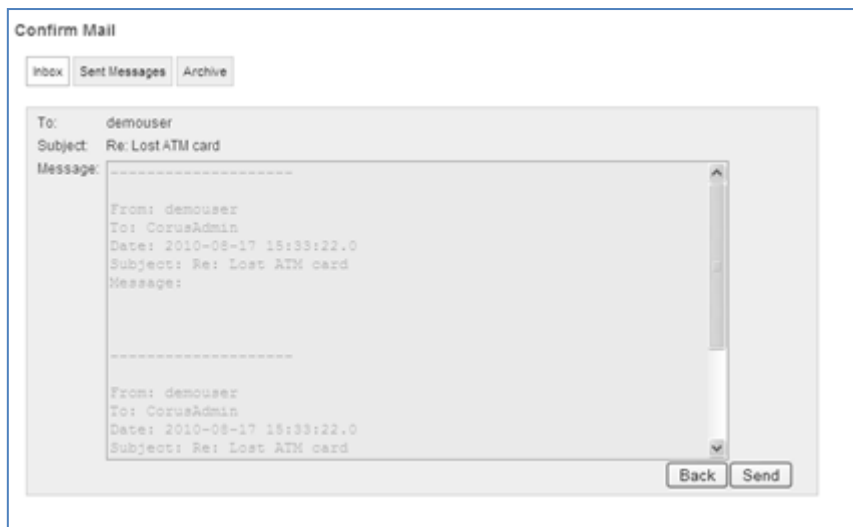 Confirm Mail
Inbox Sent Messages Archive
To: demouser
Subject: Re: Lost ATM card
Message: ---------------------
From: demouser
To: CorusAdmin
Date: 2010-08-17 15:33:22.0
Subject: Re: Lost ATM card
Message:
---------------------
From: demouser
To: CorusAdmin
Date: 2010-08-17 15:33:22.0
Subject: Re: Lost ATM card
Back Send